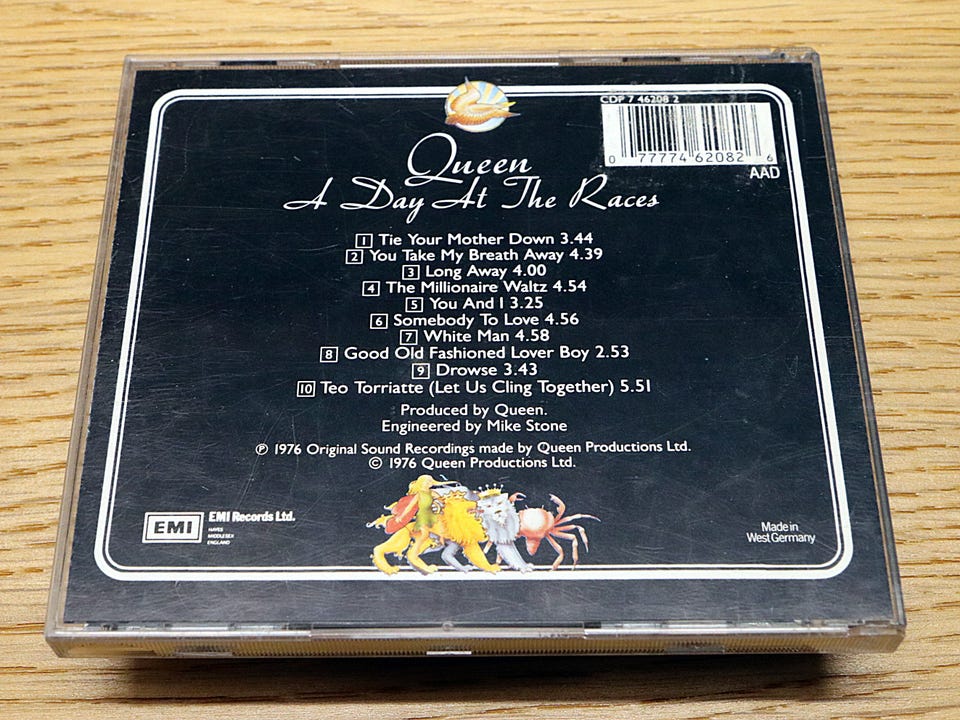 CDP 7 46208 2
0 77774 62082 6
AAD
Queen
A Day At The Races
1 Tie Your Mother Down 3.44
2 You Take My Breath Away 4.39
3 Long Away 4.00
4 The Millionaire Waltz 4.54
5 You And I 3.25
6 Somebody To Love 4.56
7 White Man 4.58
8 Good Old Fashioned Lover Boy 2.53
9 Drowse 3.43
10 Teo Torriatte (Let Us Cling Together) 5.51
Produced by Queen.
Engineered by Mike Stone
℗ 1976 Original Sound Recordings made by Queen Productions Ltd.
© 1976 Queen Productions Ltd.
EMI
EMI Records Ltd.
HAYES
MIDDLESEX
ENGLAND
Made in
West Germany